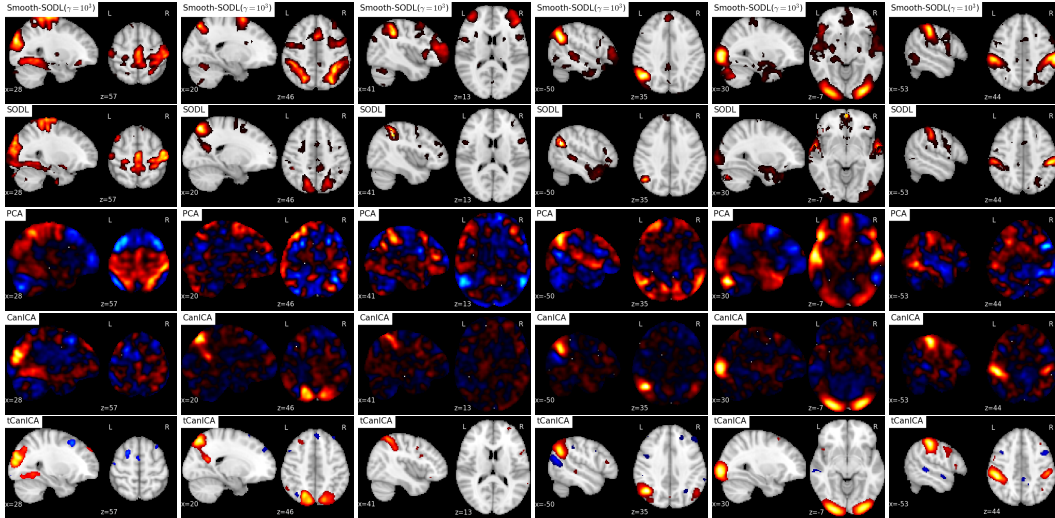 Smooth-SODL(γ = 10³) L R x=28 z=57
Smooth-SODL(γ = 10³) L R x=20 z=46
Smooth-SODL(γ = 10³) L R x=41 z=13
Smooth-SODL(γ = 10³) L R x=-50 z=35
Smooth-SODL(γ = 10³) L R x=30 z=-7
Smooth-SODL(γ = 10³) L R x=-53 z=44
SODL L R x=28 z=57
SODL L R x=20 z=46
SODL L R x=41 z=13
SODL L R x=-50 z=35
SODL L R x=30 z=-7
SODL L R x=-53 z=44
PCA L R x=28 z=57
PCA L R x=20 z=46
PCA L R x=41 z=13
PCA L R x=-50 z=35
PCA L R x=30 z=-7
PCA L R x=-53 z=44
CanICA L R x=28 z=57
CanICA L R x=20 z=46
CanICA L R x=41 z=13
CanICA L R x=-50 z=35
CanICA L R x=30 z=-7
CanICA L R x=-53 z=44
tCanICA L R x=28 z=57
tCanICA L R x=20 z=46
tCanICA L R x=41 z=13
tCanICA L R x=-50 z=35
tCanICA L R x=30 z=-7
tCanICA L R x=-53 z=44